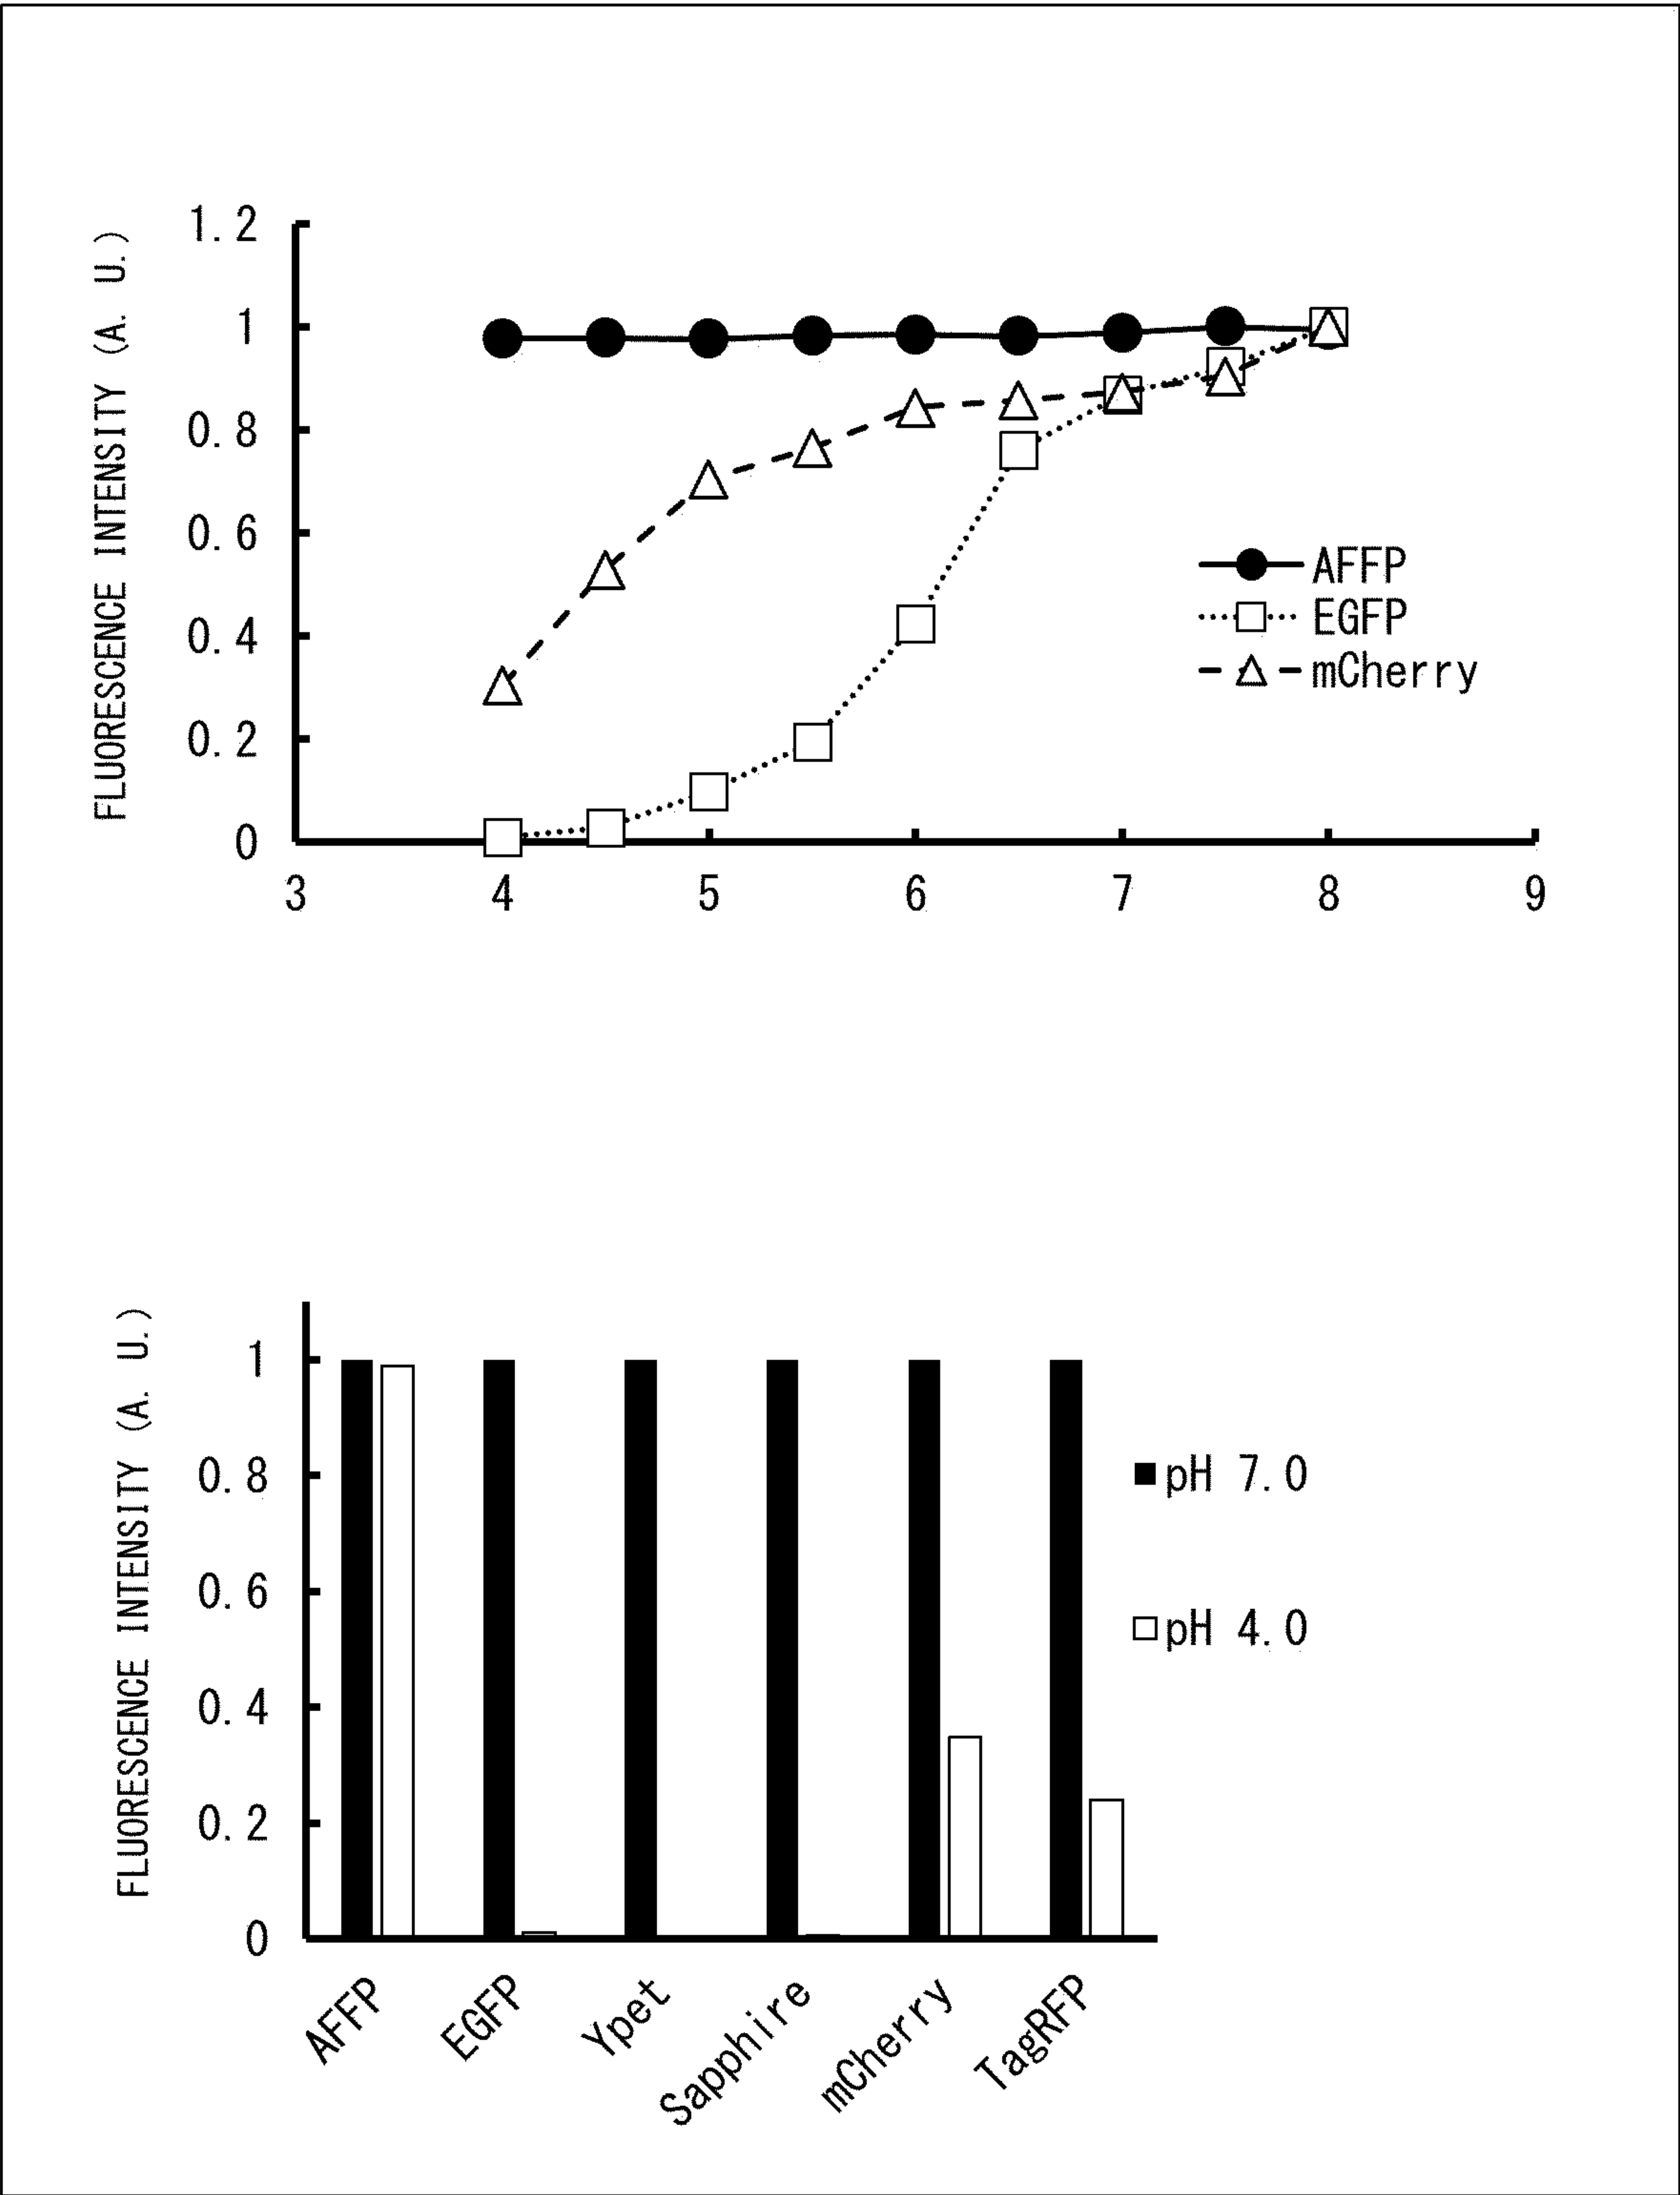 FLUORESCENCE INTENSITY (A. U.)
1.2
1
0.8
0.6
0.4
0.2
0
3 4 5 6 7 8 9
AFFP
EGFP
mCherry
FLUORESCENCE INTENSITY (A. U.)
1
0.8
0.6
0.4
0.2
0
AFFP EGFP Ypet Sapphire mCherry TagRFP
pH 7.0
pH 4.0